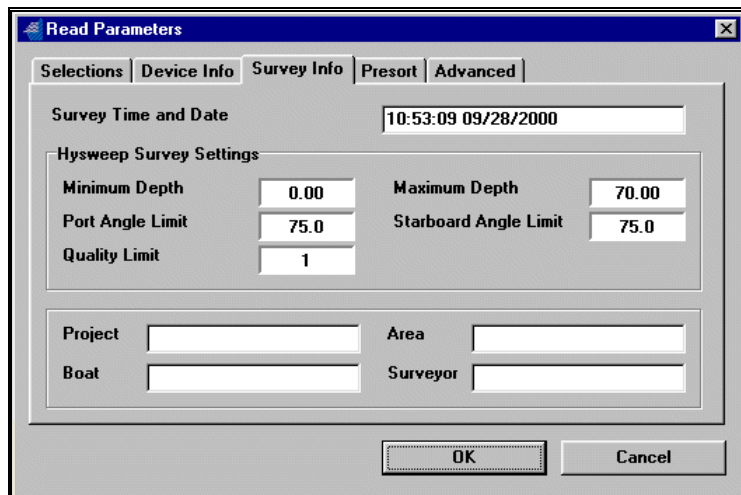 Read Parameters
Selections Device Info Survey Info Presort Advanced
Survey Time and Date 10:53:09 09/28/2000
Hysweep Survey Settings
Minimum Depth 0.00 Maximum Depth 70.00
Port Angle Limit 75.0 Starboard Angle Limit 75.0
Quality Limit 1
Project Area
Boat Surveyor
OK Cancel